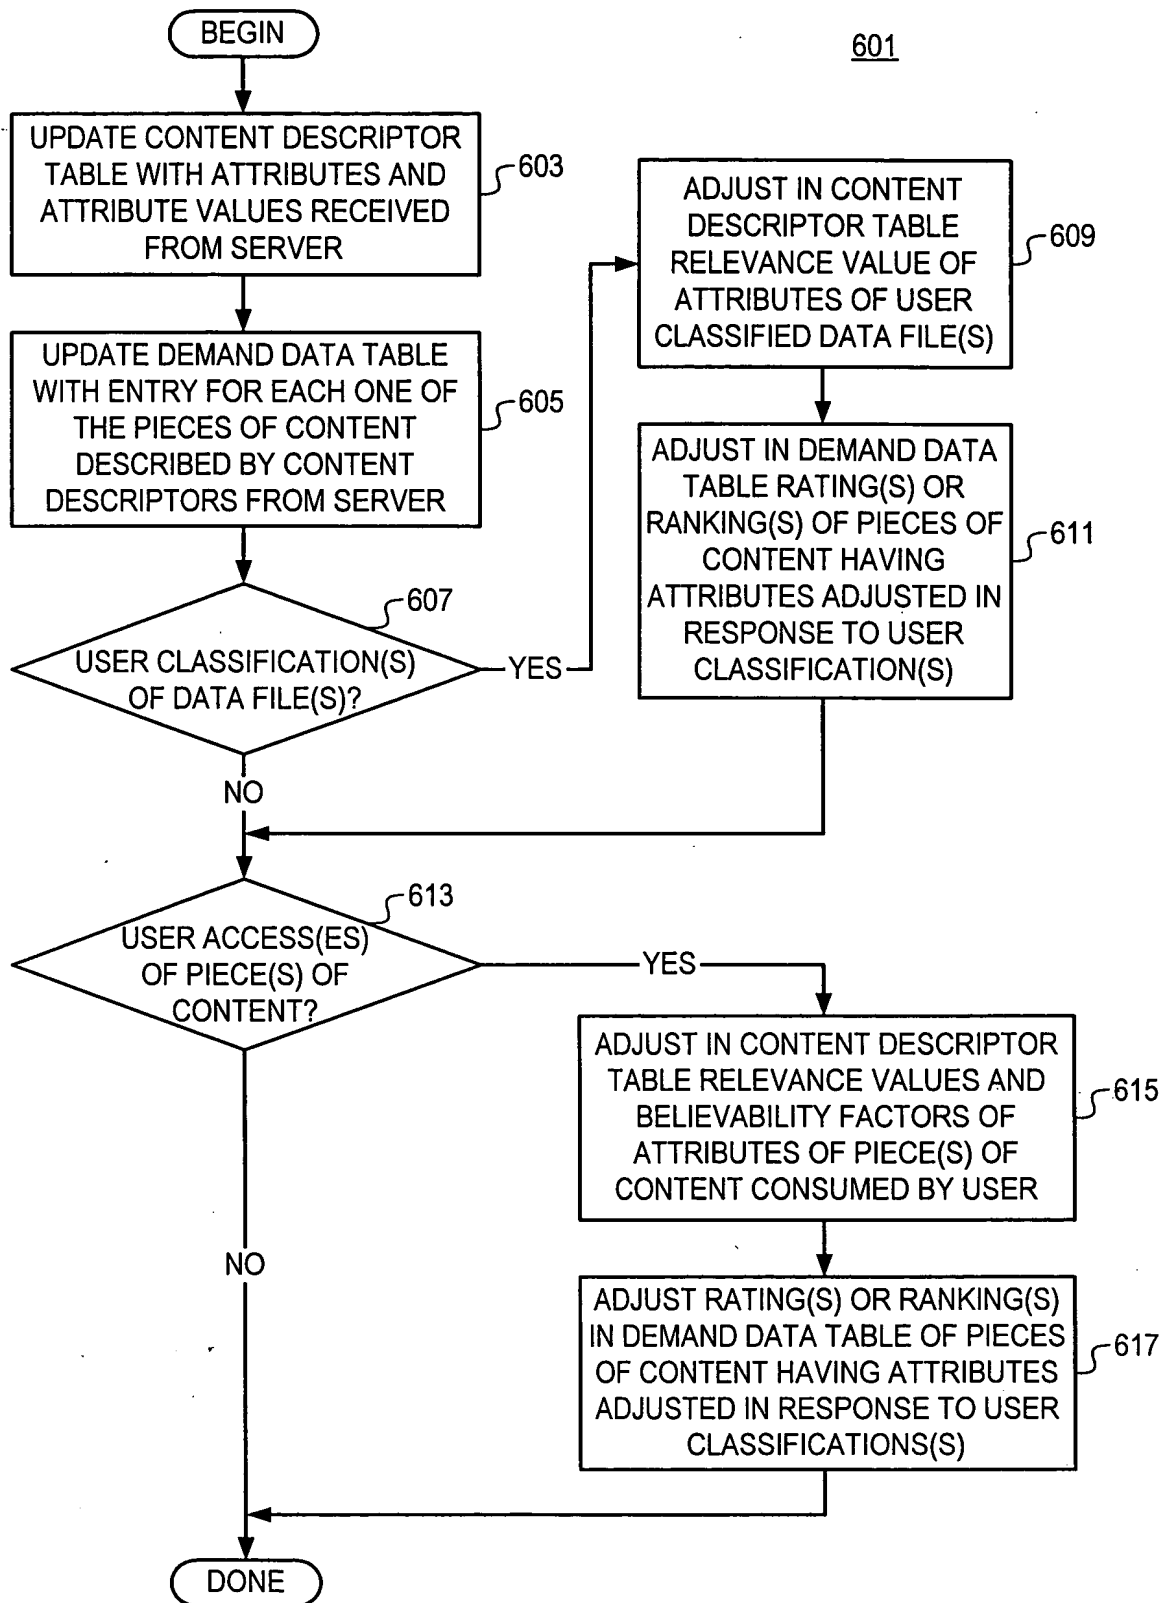 BEGIN
601
UPDATE CONTENT DESCRIPTOR
TABLE WITH ATTRIBUTES AND
ATTRIBUTE VALUES RECEIVED
FROM SERVER
603
UPDATE DEMAND DATA TABLE
WITH ENTRY FOR EACH ONE OF
THE PIECES OF CONTENT
DESCRIBED BY CONTENT
DESCRIPTORS FROM SERVER
605
607
USER CLASSIFICATION(S)
OF DATA FILE(S)?
YES
NO
ADJUST IN CONTENT
DESCRIPTOR TABLE
RELEVANCE VALUE OF
ATTRIBUTES OF USER
CLASSIFIED DATA FILE(S)
609
ADJUST IN DEMAND DATA
TABLE RATING(S) OR
RANKING(S) OF PIECES OF
CONTENT HAVING
ATTRIBUTES ADJUSTED IN
RESPONSE TO USER
CLASSIFICATION(S)
611
613
USER ACCESS(ES)
OF PIECE(S) OF
CONTENT?
YES
NO
ADJUST IN CONTENT DESCRIPTOR
TABLE RELEVANCE VALUES AND
BELIEVABILITY FACTORS OF
ATTRIBUTES OF PIECE(S) OF
CONTENT CONSUMED BY USER
615
ADJUST RATING(S) OR RANKING(S)
IN DEMAND DATA TABLE OF PIECES
OF CONTENT HAVING ATTRIBUTES
ADJUSTED IN RESPONSE TO USER
CLASSIFICATIONS(S)
617
DONE